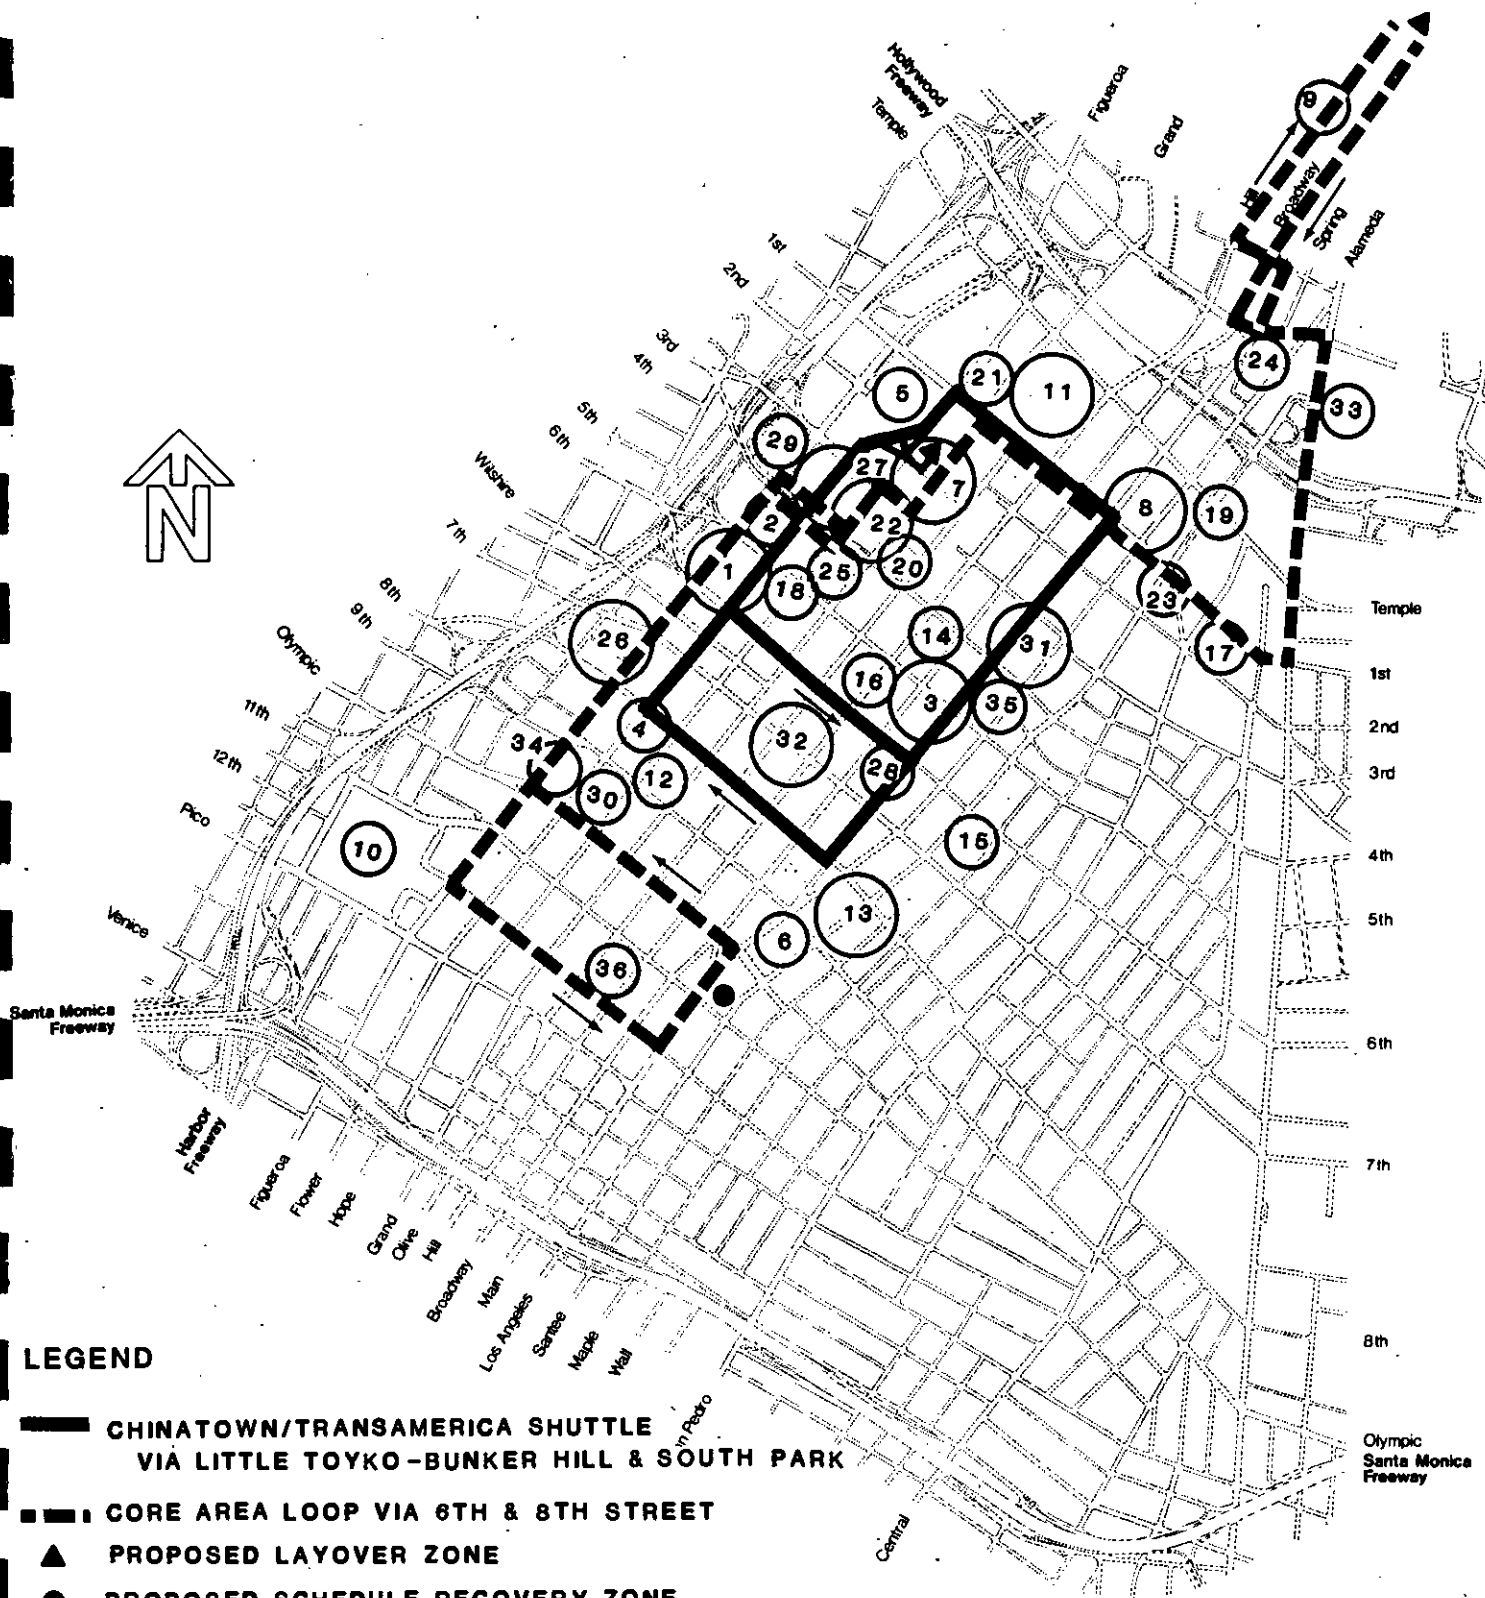 Hollywood
Freeway
Temple
Figueroa
Grand
Hill
Broadway
Spring
Alameda
1st
2nd
3rd
4th
5th
6th
Wilshire
7th
8th
9th
Olympic
11th
12th
Pico
Venice
Santa Monica
Freeway
N
9
24
33
5
21
11
29
27
7
2
22
8
19
1
18
25
20
23
17
26
14
31
16
3
35
4
32
34
12
28
30
10
15
13
6
36
Temple
1st
2nd
3rd
4th
5th
6th
7th
8th
Olympic
Santa Monica
Freeway
Harbor
Freeway
Figueroa
Flower
Hope
Grand
Olive
Hill
Broadway
Main
Los Angeles
Santee
Maple
Wall
n Pedro
Central
LEGEND
CHINATOWN/TRANSAMERICA SHUTTLE
VIA LITTLE TOYKO-BUNKER HILL & SOUTH PARK
CORE AREA LOOP VIA 6TH & 8TH STREET
PROPOSED LAYOVER ZONE
PROPOSED SCHEDULE RECOVERY ZONE